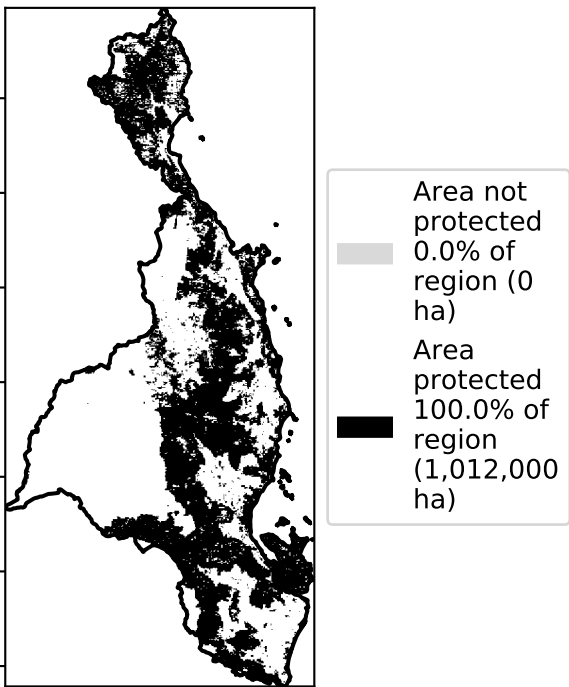 Area not
protected
0.0% of
region (0
ha)
Area
protected
100.0% of
region
(1,012,000
ha)